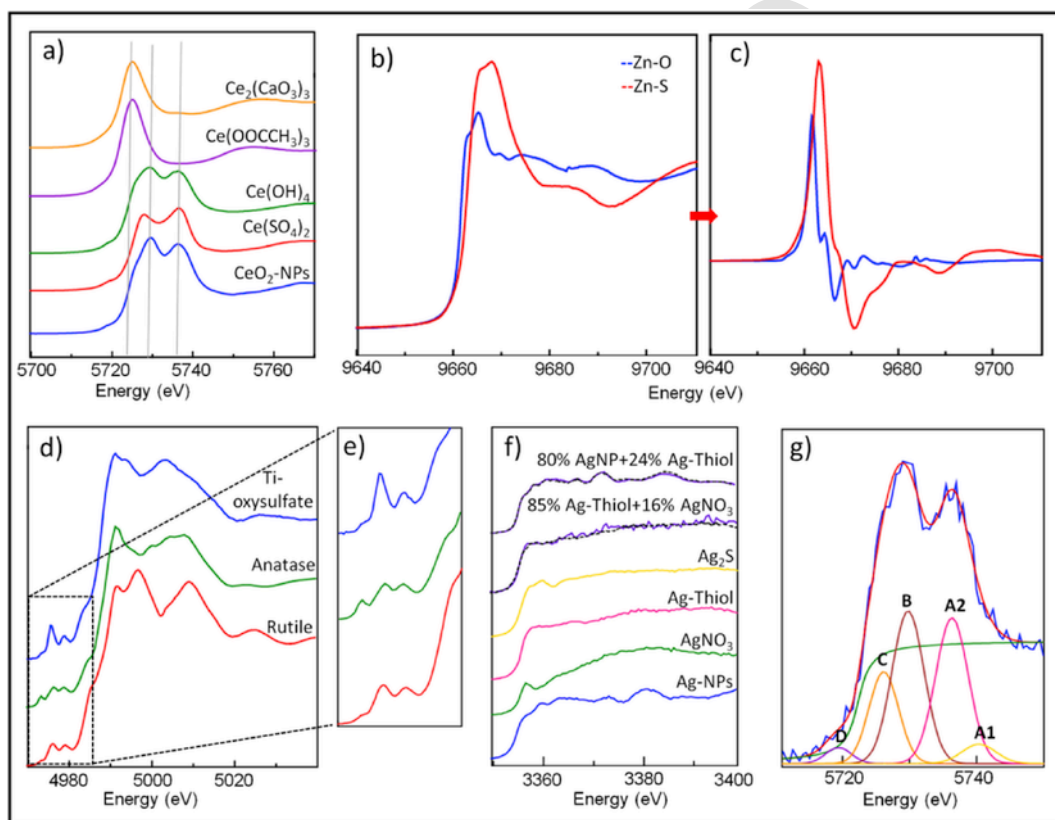 a)
Ce₂(CaO₃)₃
Ce(OOCCH₃)₃
Ce(OH)₄
Ce(SO₄)₂
CeO₂-NPs
5700 5720 5740 5760
Energy (eV)
b)
Zn-O
Zn-S
9640 9660 9680 9700
Energy (eV)
c)
9640 9660 9680 9700
Energy (eV)
d)
Ti-
oxysulfate
Anatase
Rutile
4980 5000 5020
Energy (eV)
e)
f)
80% AgNP+24% Ag-Thiol
85% Ag-Thiol+16% AgNO₃
Ag₂S
Ag-Thiol
AgNO₃
Ag-NPs
3360 3380 3400
Energy (eV)
g)
B
A2
C
D
A1
5720 5740
Energy (eV)